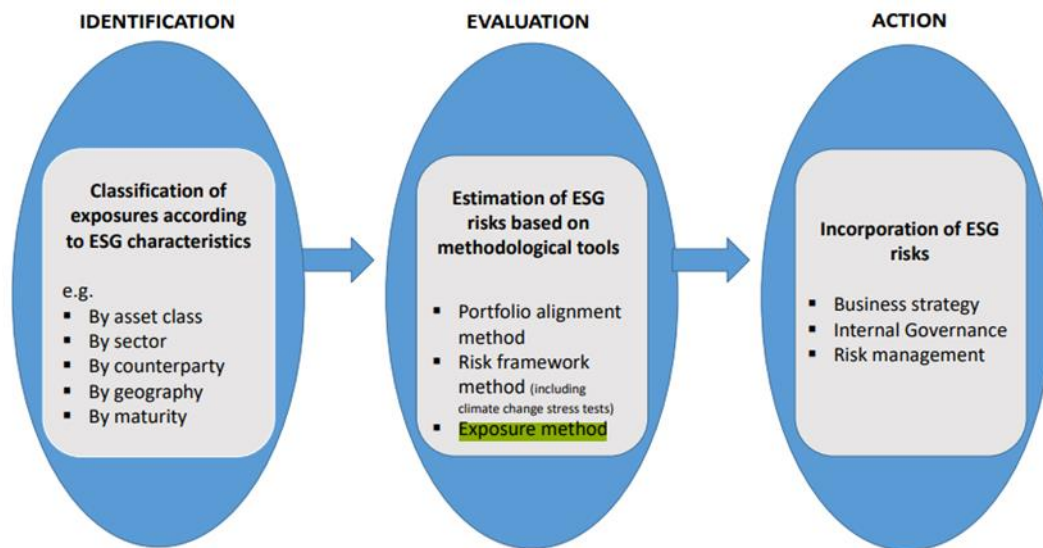 IDENTIFICATION
Classification of
exposures according
to ESG characteristics
e.g.
▪ By asset class
▪ By sector
▪ By counterparty
▪ By geography
▪ By maturity
EVALUATION
Estimation of ESG
risks based on
methodological tools
▪ Portfolio alignment
method
▪ Risk framework
method (including
climate change stress tests)
▪ Exposure method
ACTION
Incorporation of ESG
risks
▪ Business strategy
▪ Internal Governance
▪ Risk management